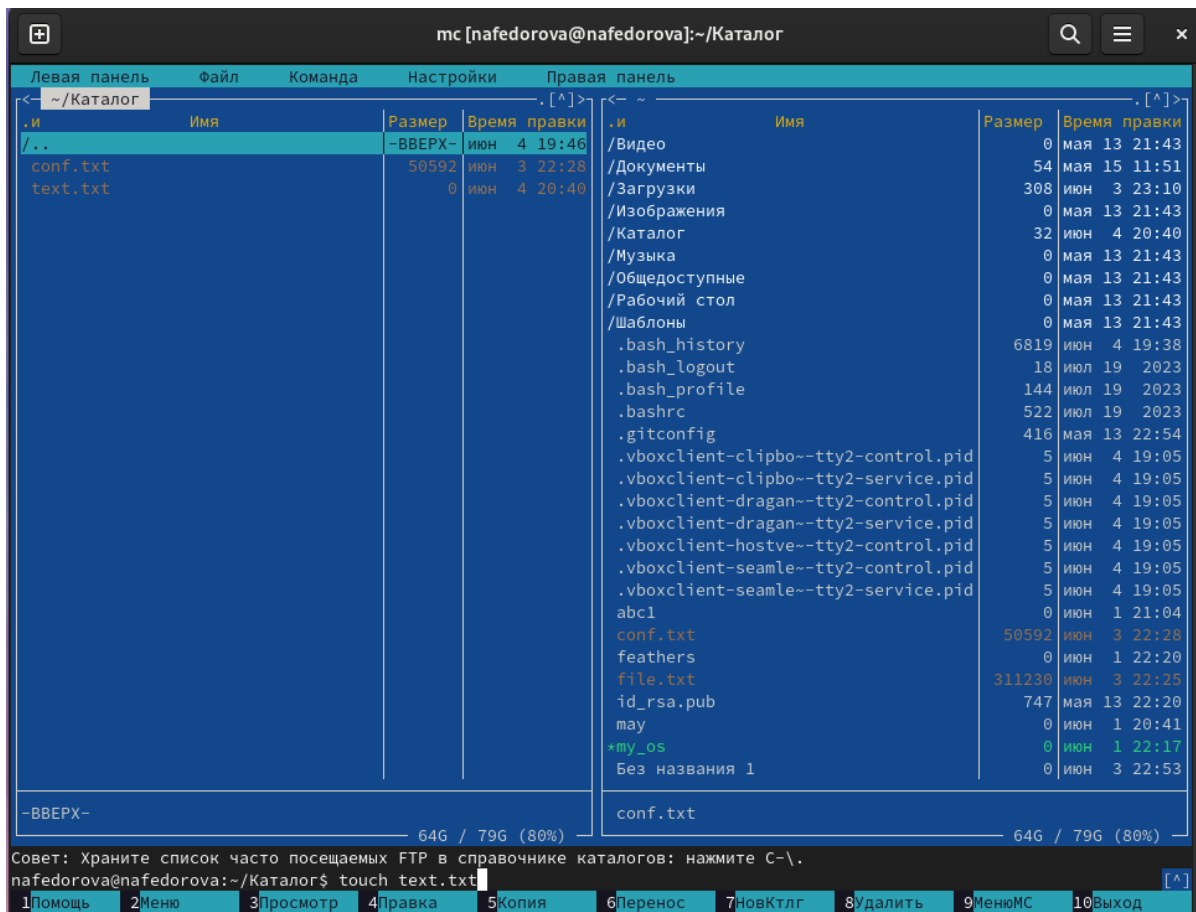 mc [nafedorova@nafedorova]:~/Каталог
Левая панель Файл Команда Настройки Правая панель
<— ~/Каталог .[^]> <— ~ .[^]>
.и Имя Размер Время правки .и Имя Размер Время правки
/.. -ВВЕРХ- июн 4 19:46 /Видео 0 мая 13 21:43
conf.txt 50592 июн 3 22:28 /Документы 54 мая 15 11:51
text.txt 0 июн 4 20:40 /Загрузки 308 июн 3 23:10
/Изображения 0 мая 13 21:43
/Каталог 32 июн 4 20:40
/Музыка 0 мая 13 21:43
/Общедоступные 0 мая 13 21:43
/Рабочий стол 0 мая 13 21:43
/Шаблоны 0 мая 13 21:43
.bash_history 6819 июн 4 19:38
.bash_logout 18 июл 19 2023
.bash_profile 144 июл 19 2023
.bashrc 522 июл 19 2023
.gitconfig 416 мая 13 22:54
.vboxclient-clipbo~-tty2-control.pid 5 июн 4 19:05
.vboxclient-clipbo~-tty2-service.pid 5 июн 4 19:05
.vboxclient-dragan~-tty2-control.pid 5 июн 4 19:05
.vboxclient-dragan~-tty2-service.pid 5 июн 4 19:05
.vboxclient-hostve~-tty2-control.pid 5 июн 4 19:05
.vboxclient-seamle~-tty2-control.pid 5 июн 4 19:05
.vboxclient-seamle~-tty2-service.pid 5 июн 4 19:05
abc1 0 июн 1 21:04
conf.txt 50592 июн 3 22:28
feathers 0 июн 1 22:20
file.txt 311230 июн 3 22:25
id_rsa.pub 747 мая 13 22:20
may 0 июн 1 20:41
*my_os 0 июн 1 22:17
Без названия 1 0 июн 3 22:53
-ВВЕРХ- conf.txt
64G / 79G (80%) 64G / 79G (80%)
Совет: Храните список часто посещаемых FTP в справочнике каталогов: нажмите C-\.
nafedorova@nafedorova:~/Каталог$ touch text.txt [^]
1Помощь 2Меню 3Просмотр 4Правка 5Копия 6Перенос 7НовКтлг 8Удалить 9МенюMC 10Выход